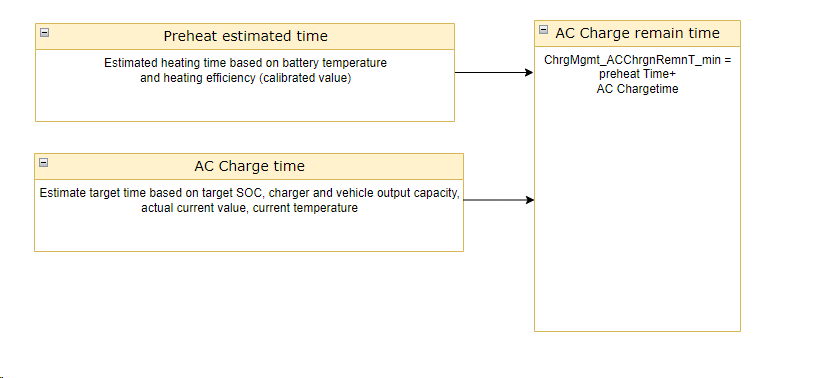 Preheat estimated time
Estimated heating time based on battery temperature
and heating efficiency (calibrated value)
AC Charge time
Estimate target time based on target SOC, charger and vehicle output capacity,
actual current value, current temperature
AC Charge remain time
ChrgMgmt_ACChrgnRemnT_min =
preheat Time+
AC Chargetime